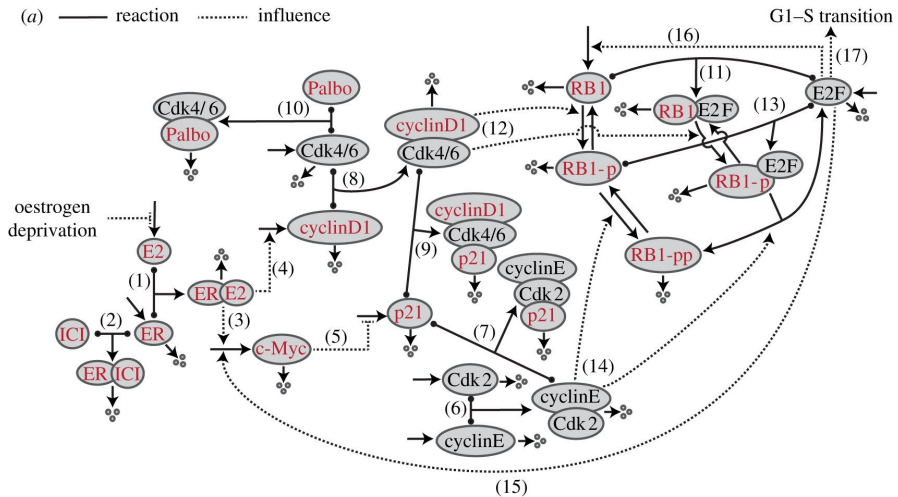 (a) reaction influence
G1–S transition
(16)
(17)
RB1
(11)
E2F
RB1 E2F
(13)
Palbo
Cdk4/6
Palbo
(10)
Cdk4/6
cyclinD1
Cdk4/6
(12)
RB1-p
E2F
RB1-p
(8)
oestrogen
deprivation
cyclinD1
cyclinD1
Cdk4/6
p21
(9)
RB1-pp
E2
(4)
cyclinE
Cdk2
p21
(1)
ER E2
(3)
ICI
(2)
ER
c-Myc
(5)
p21
(7)
ER ICI
(14)
Cdk2
cyclinE
Cdk2
(6)
cyclinE
(15)